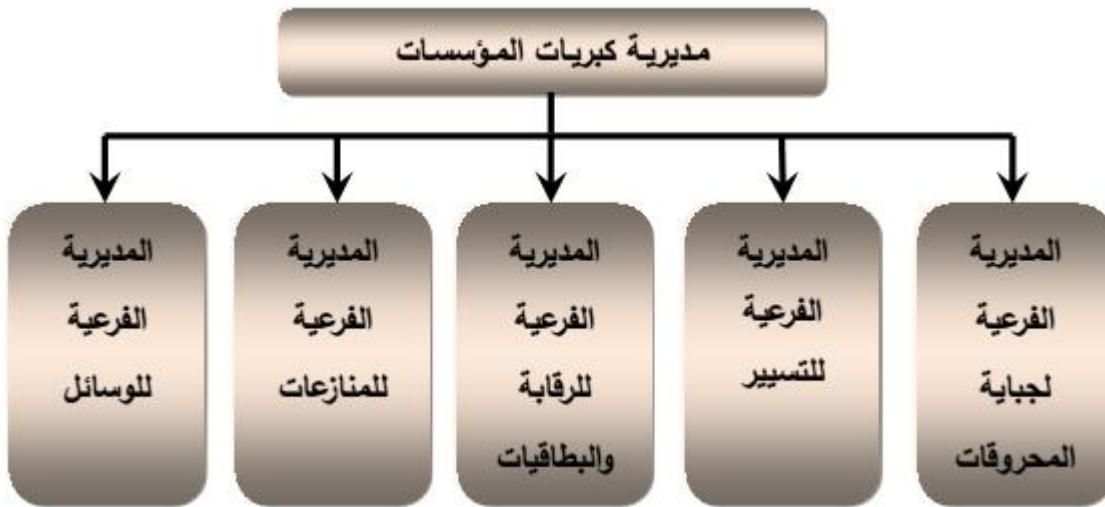 مديرية كبريات المؤسسات
المديرية
الفرعية
لجباية
المحروقات
المديرية
الفرعية
للتسيير
المديرية
الفرعية
للرقابة
والبطاقيات
المديرية
الفرعية
للمنازعات
المديرية
الفرعية
للوسائل